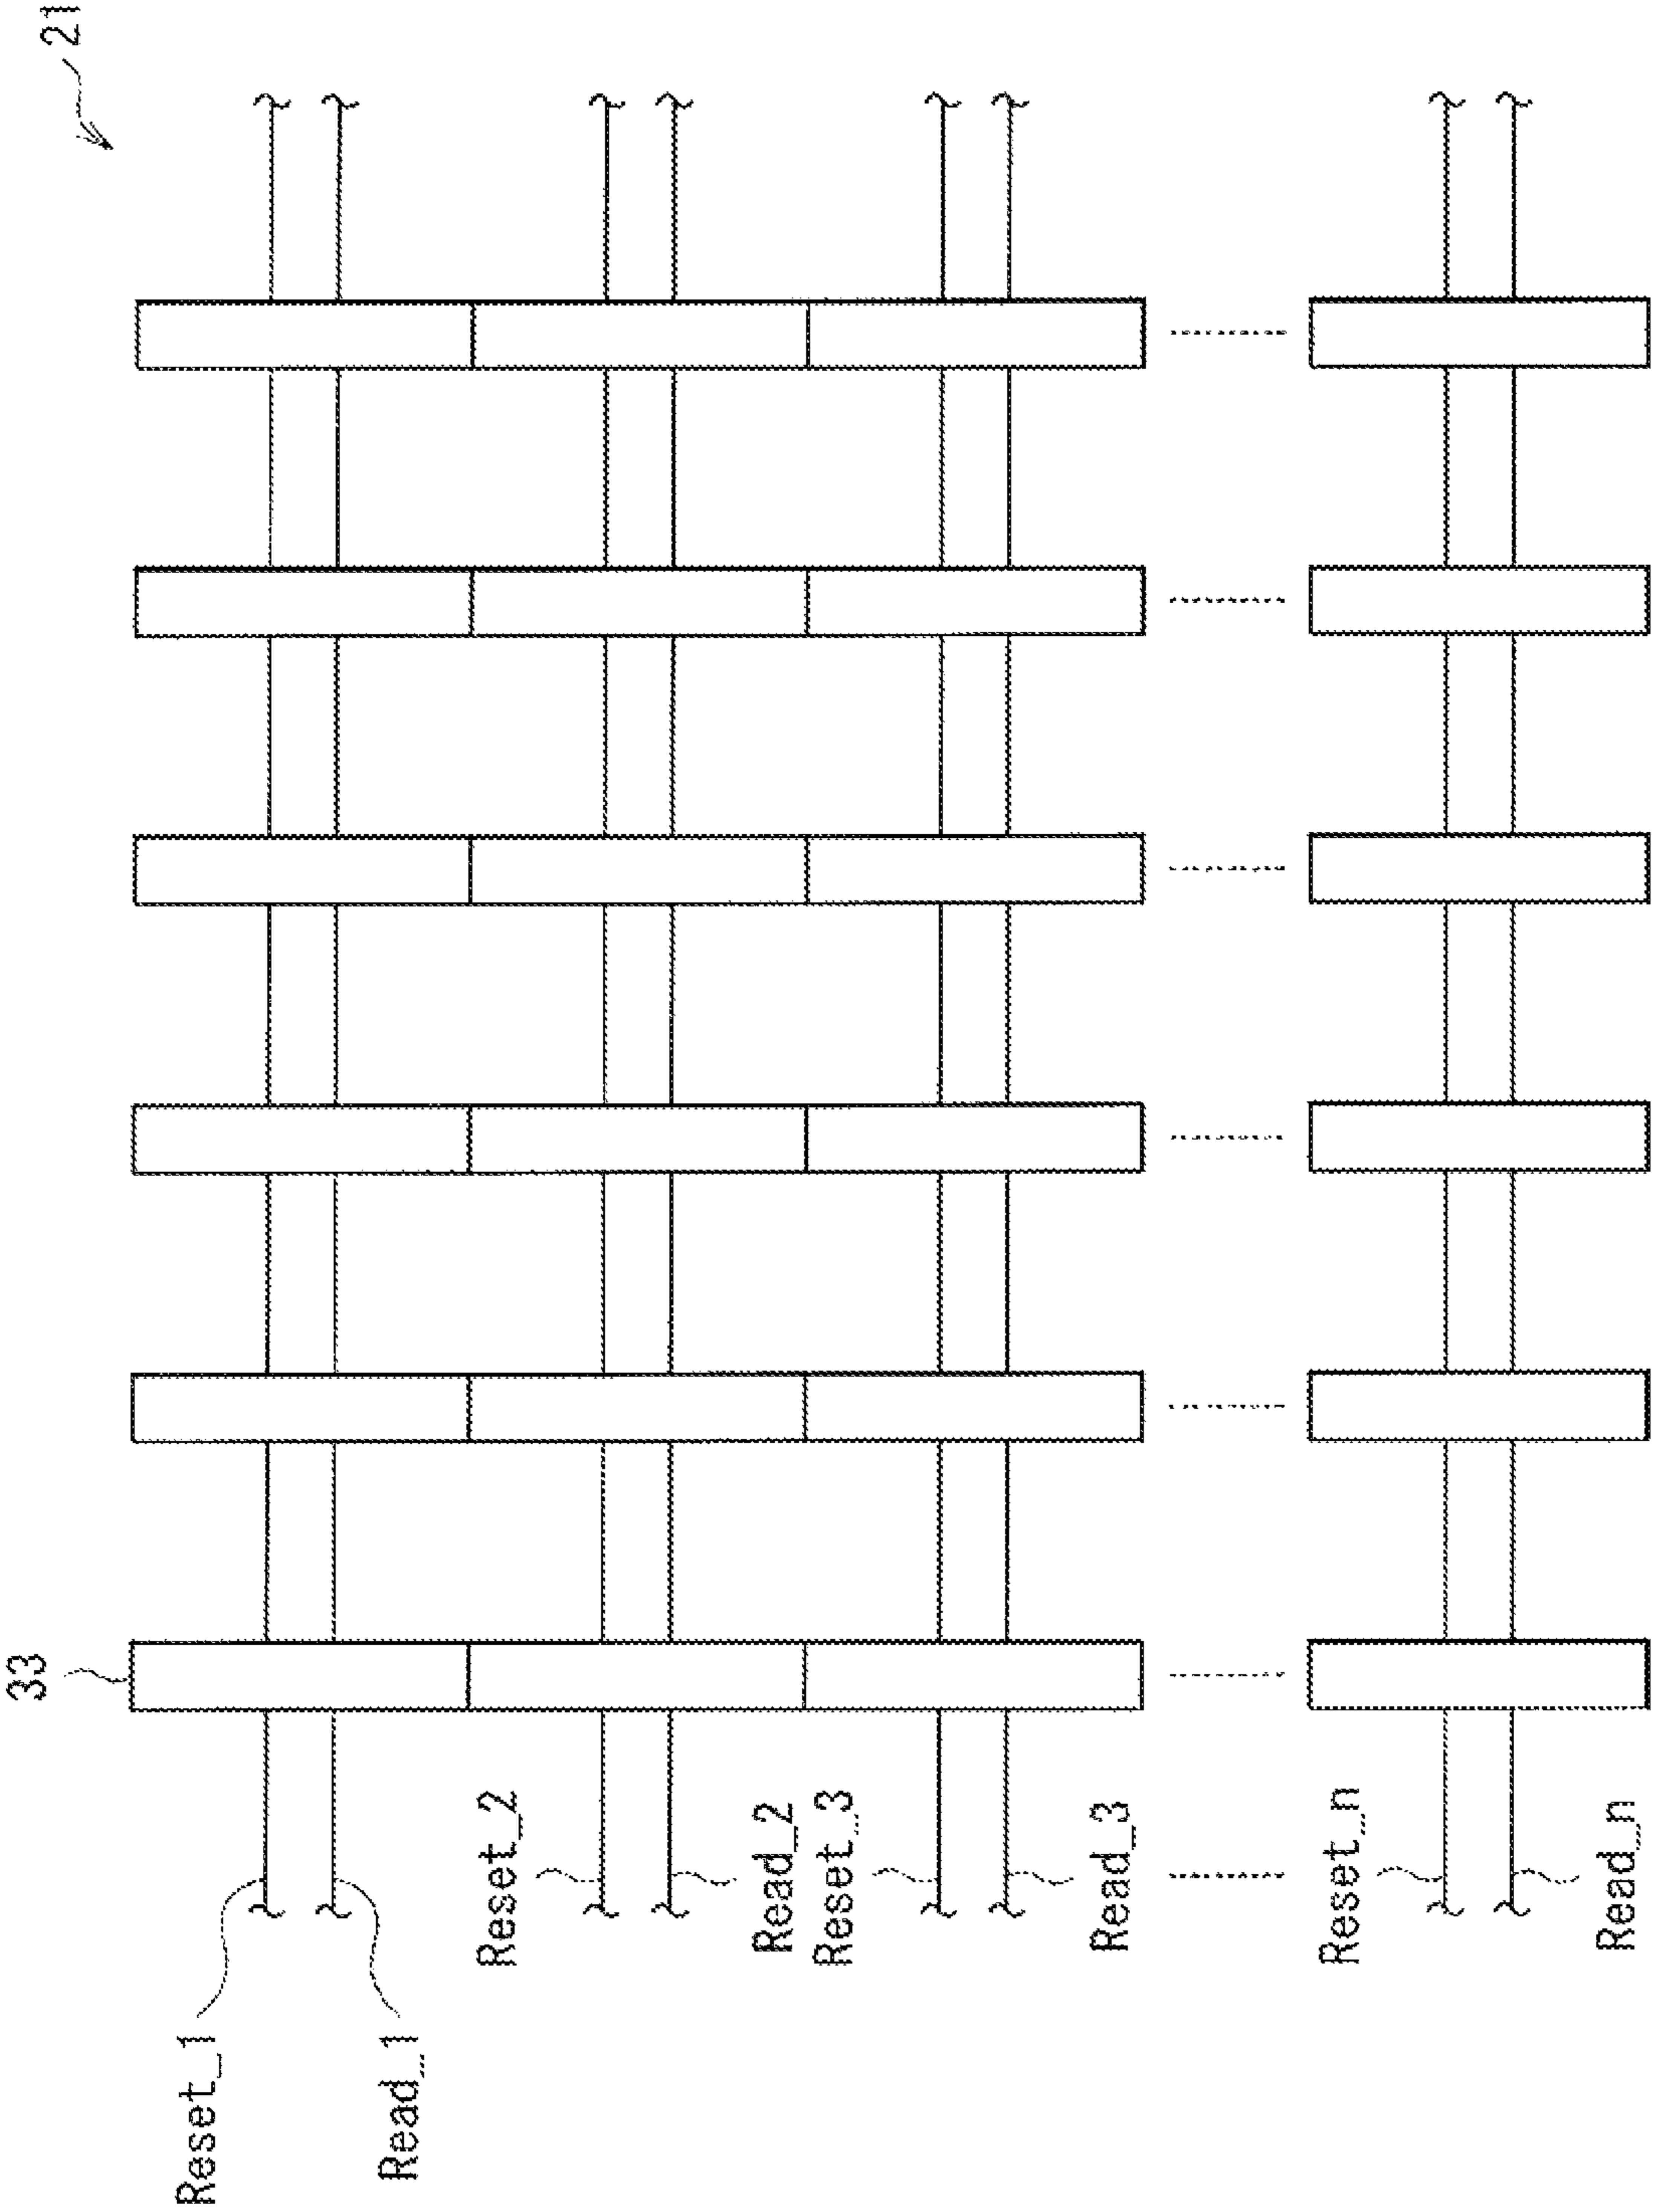 21
33
Reset_1
Read_1
Reset_2
Read_2
Reset_3
Read_3
Reset_n
Read_n